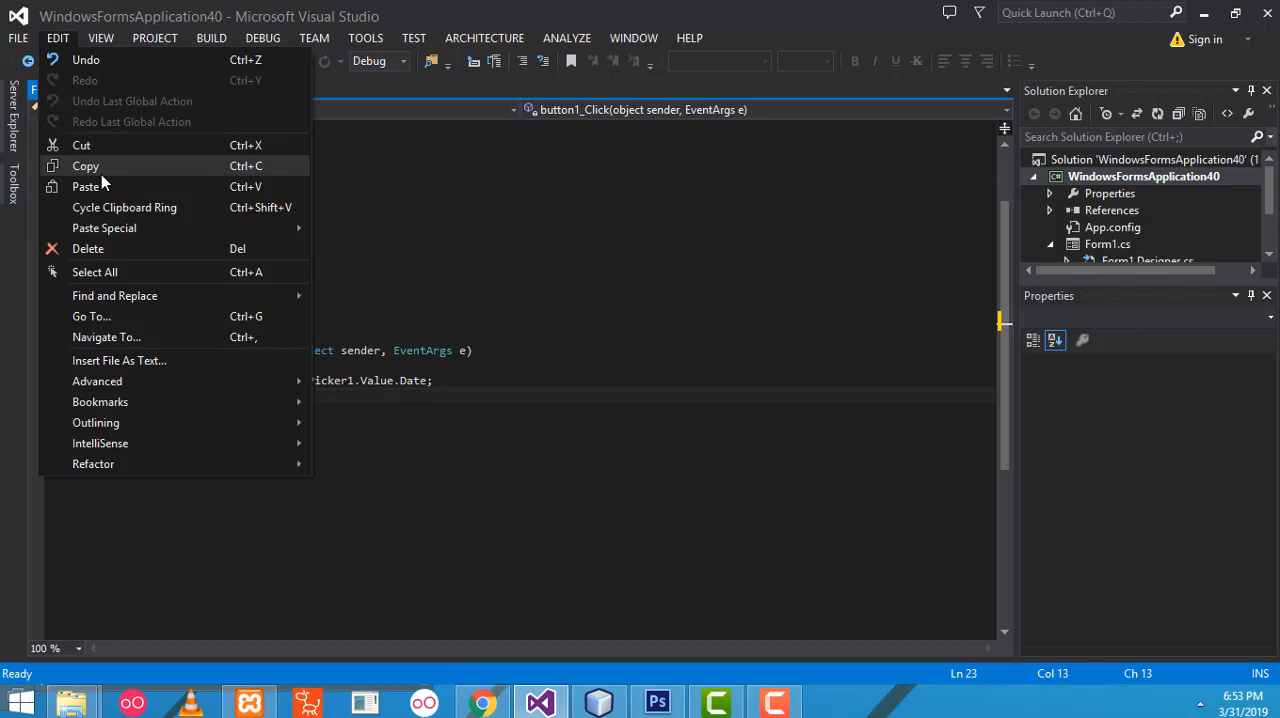 WindowsFormsApplication40 - Microsoft Visual Studio
Quick Launch (Ctrl+Q)
FILE EDIT VIEW PROJECT BUILD DEBUG TEAM TOOLS TEST ARCHITECTURE ANALYZE WINDOW HELP
Sign in
Undo Ctrl+Z
Redo Ctrl+Y
Undo Last Global Action
Redo Last Global Action
Cut Ctrl+X
Copy Ctrl+C
Paste Ctrl+V
Cycle Clipboard Ring Ctrl+Shift+V
Paste Special
Delete Del
Select All Ctrl+A
Find and Replace
Go To... Ctrl+G
Navigate To... Ctrl+,
Insert File As Text...
Advanced
Bookmarks
Outlining
IntelliSense
Refactor
Server Explorer
Toolbox
F
Debug
button1_Click(object sender, EventArgs e)
ect sender, EventArgs e)
Picker1.Value.Date;
Solution Explorer
Search Solution Explorer (Ctrl+;)
Solution 'WindowsFormsApplication40' (1
C# WindowsFormsApplication40
Properties
References
App.config
Form1.cs
Form1.Designer.cs
Properties
100 %
Ready Ln 23 Col 13 Ch 13 INS
Ps
6:53 PM
3/31/2019